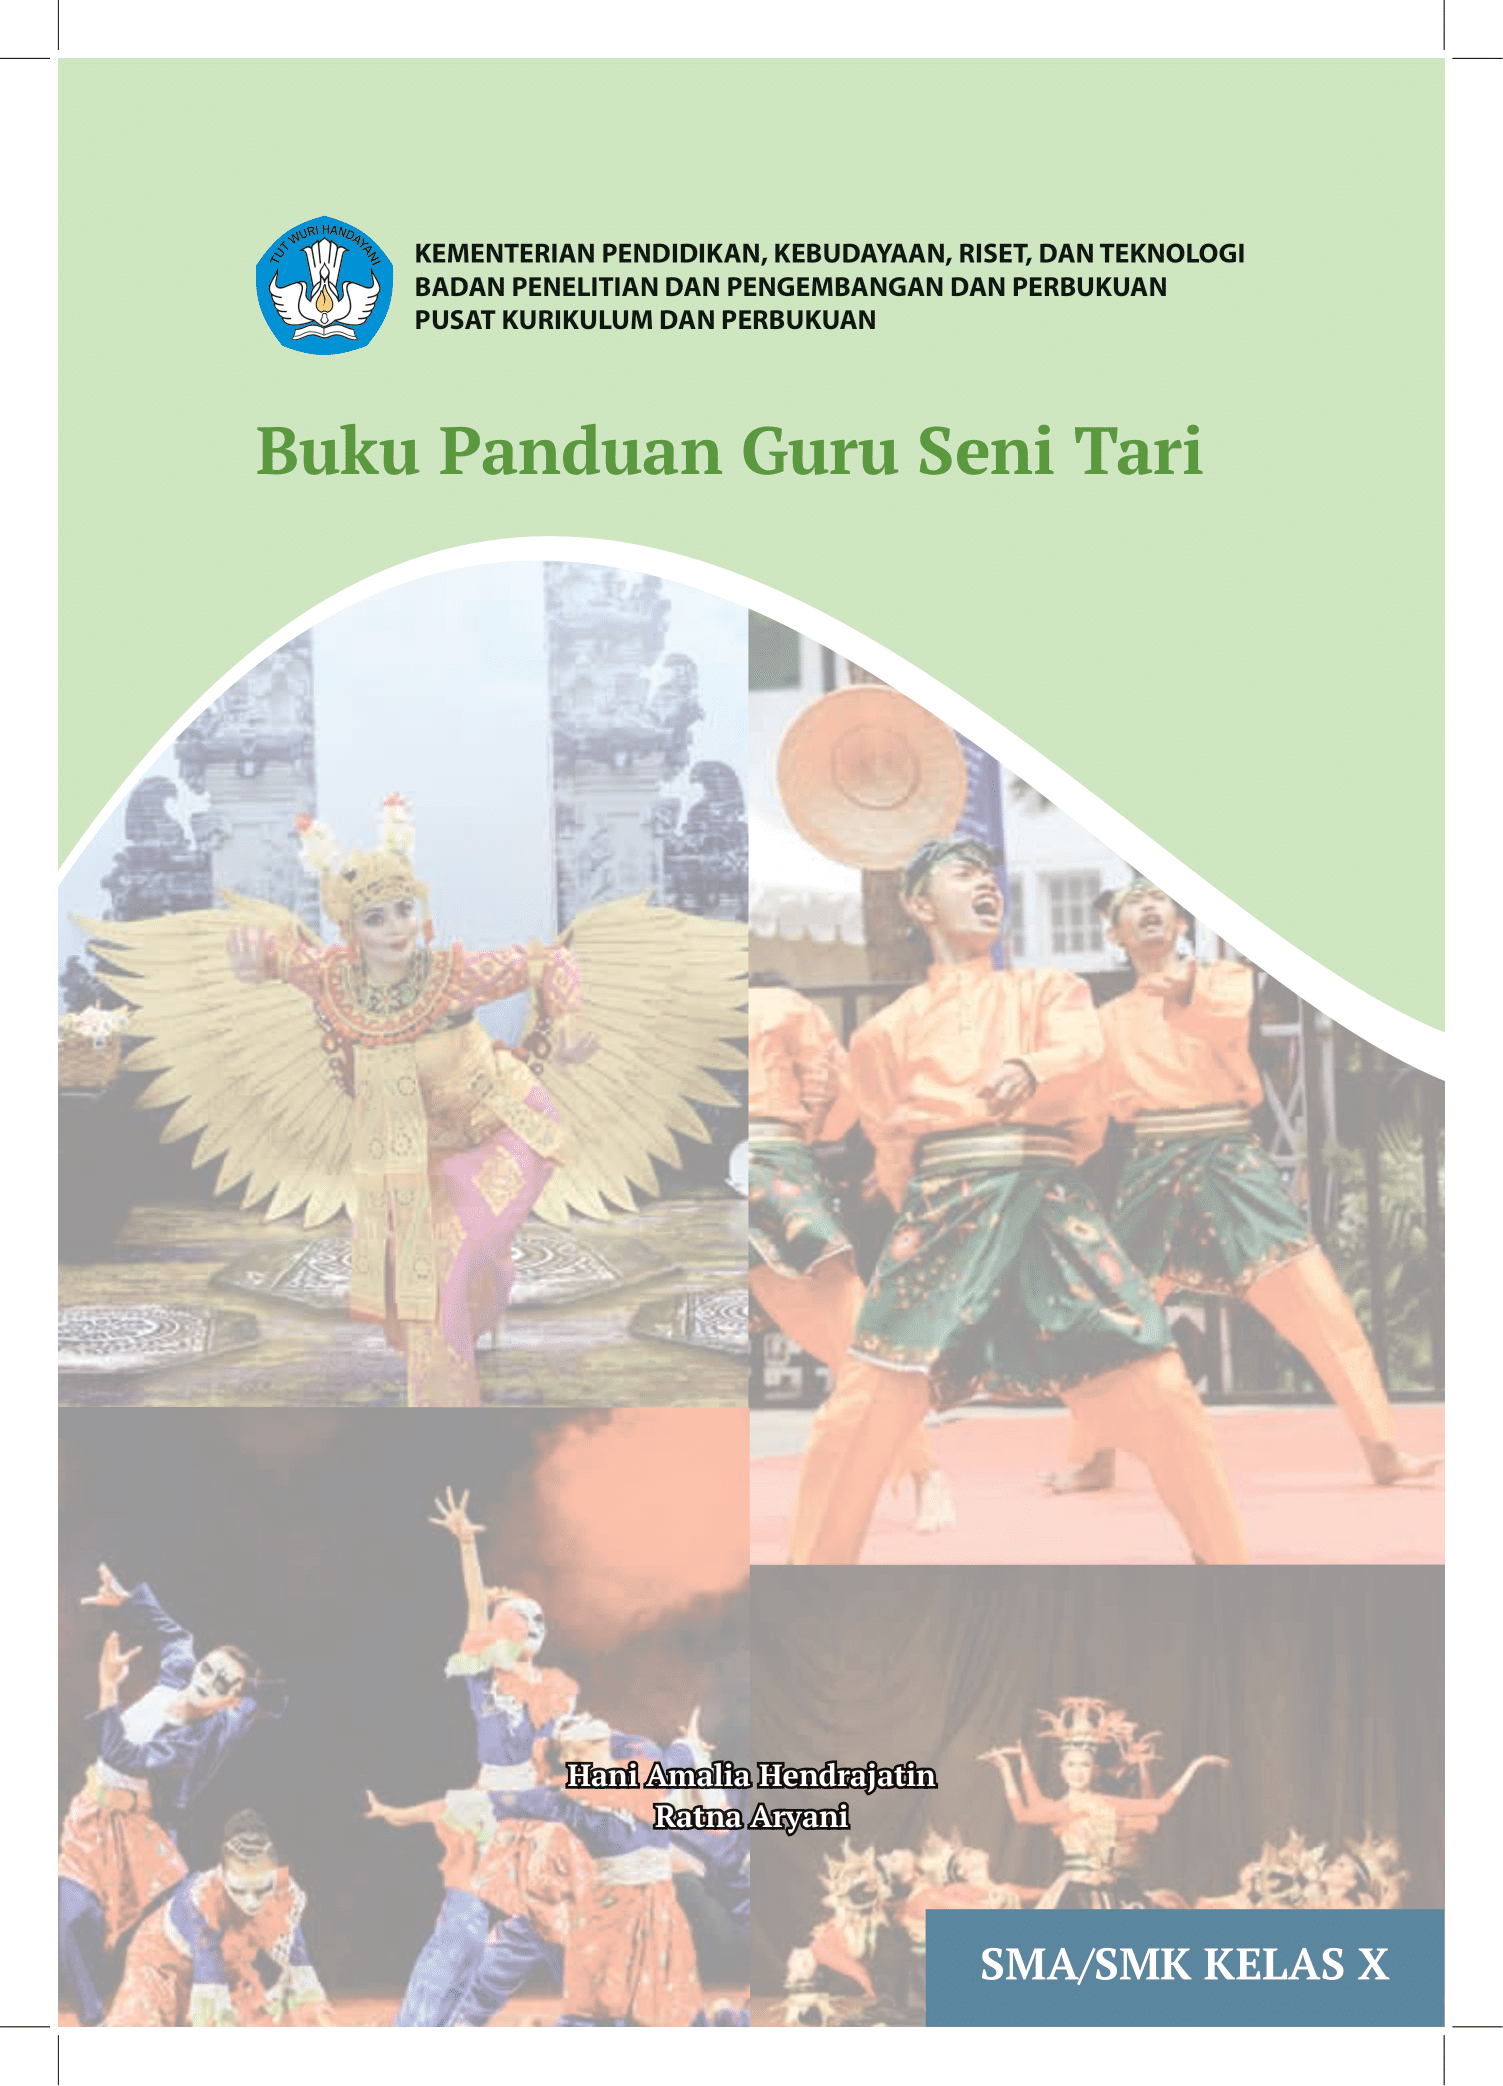 TUT WURI HANDAYANI
KEMENTERIAN PENDIDIKAN, KEBUDAYAAN, RISET, DAN TEKNOLOGI
BADAN PENELITIAN DAN PENGEMBANGAN DAN PERBUKUAN
PUSAT KURIKULUM DAN PERBUKUAN
Buku Panduan Guru Seni Tari
Hani Amalia Hendrajatin
Ratna Aryani
SMA/SMK KELAS X